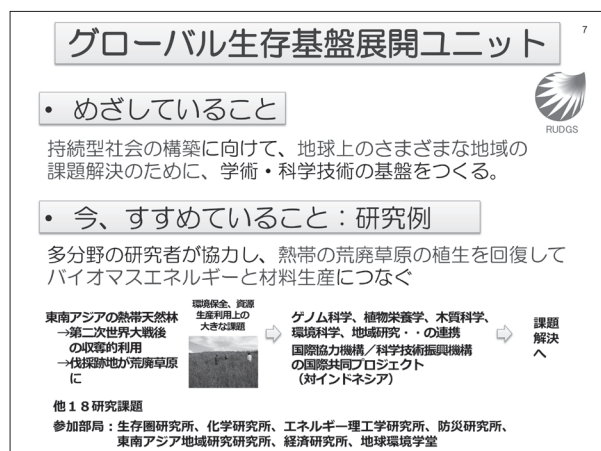 7
グローバル生存基盤展開ユニット
RUDGS
• めざしていること
持続型社会の構築に向けて、地球上のさまざまな地域の
課題解決のために、学術・科学技術の基盤をつくる。
• 今、すすめていること：研究例
多分野の研究者が協力し、熱帯の荒廃草原の植生を回復して
バイオマスエネルギーと材料生産につなぐ
東南アジアの熱帯天然林
→第二次世界大戦後
の収奪的利用
→伐採跡地が荒廃草原
に
環境保全、資源
生産利用上の
大きな課題
ゲノム科学、植物栄養学、木質科学、
環境科学、地域研究・・の連携
国際協力機構／科学技術振興機構
の国際共同プロジェクト
（対インドネシア）
課題
解決
へ
他１８研究課題
参加部局：生存圏研究所、化学研究所、エネルギー理工学研究所、防災研究所、
東南アジア地域研究研究所、経済研究所、地球環境学堂